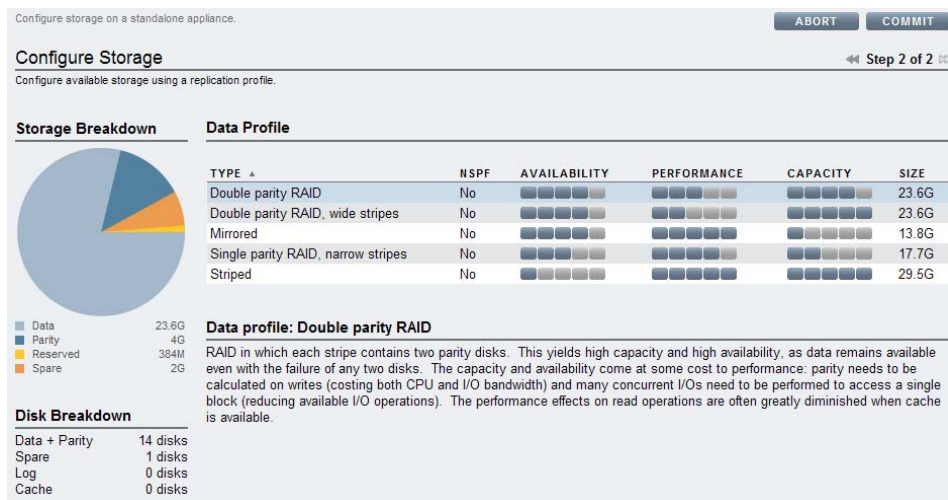 Configure storage on a standalone appliance.
ABORT COMMIT
Configure Storage
Step 2 of 2
Configure available storage using a replication profile.
Storage Breakdown
Data 23.6G
Parity 4G
Reserved 384M
Spare 2G
Disk Breakdown
Data + Parity 14 disks
Spare 1 disks
Log 0 disks
Cache 0 disks
Data Profile
TYPE NSPF AVAILABILITY PERFORMANCE CAPACITY SIZE
Double parity RAID No 23.6G
Double parity RAID, wide stripes No 23.6G
Mirrored No 13.8G
Single parity RAID, narrow stripes No 17.7G
Striped No 29.5G
Data profile: Double parity RAID
RAID in which each stripe contains two parity disks. This yields high capacity and high availability, as data remains available
even with the failure of any two disks. The capacity and availability come at some cost to performance: parity needs to be
calculated on writes (costing both CPU and I/O bandwidth) and many concurrent I/Os need to be performed to access a single
block (reducing available I/O operations). The performance effects on read operations are often greatly diminished when cache
is available.